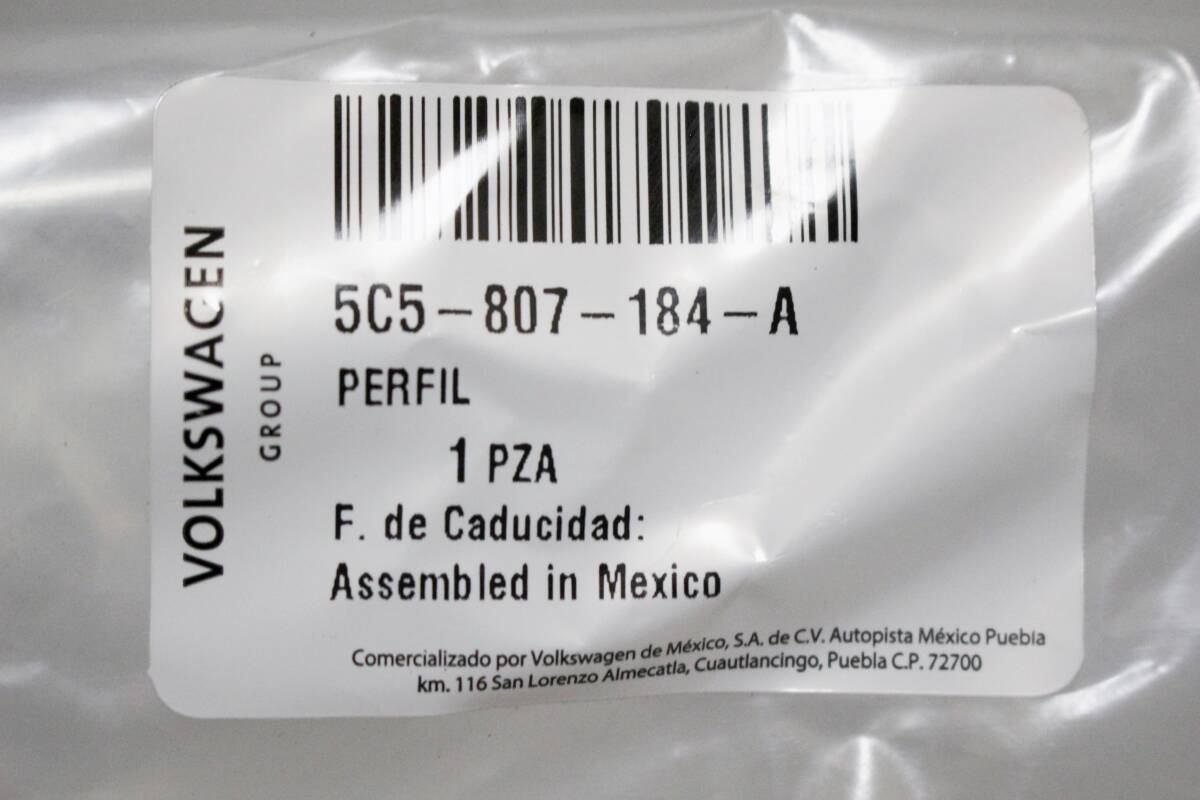 VOLKSWAGEN
GROUP
5C5-807-184-A
PERFIL
1 PZA
F. de Caducidad:
Assembled in Mexico
Comercializado por Volkswagen de México, S.A. de C.V. Autopista México Puebla
km. 116 San Lorenzo Almecatla, Cuautlancingo, Puebla C.P. 72700